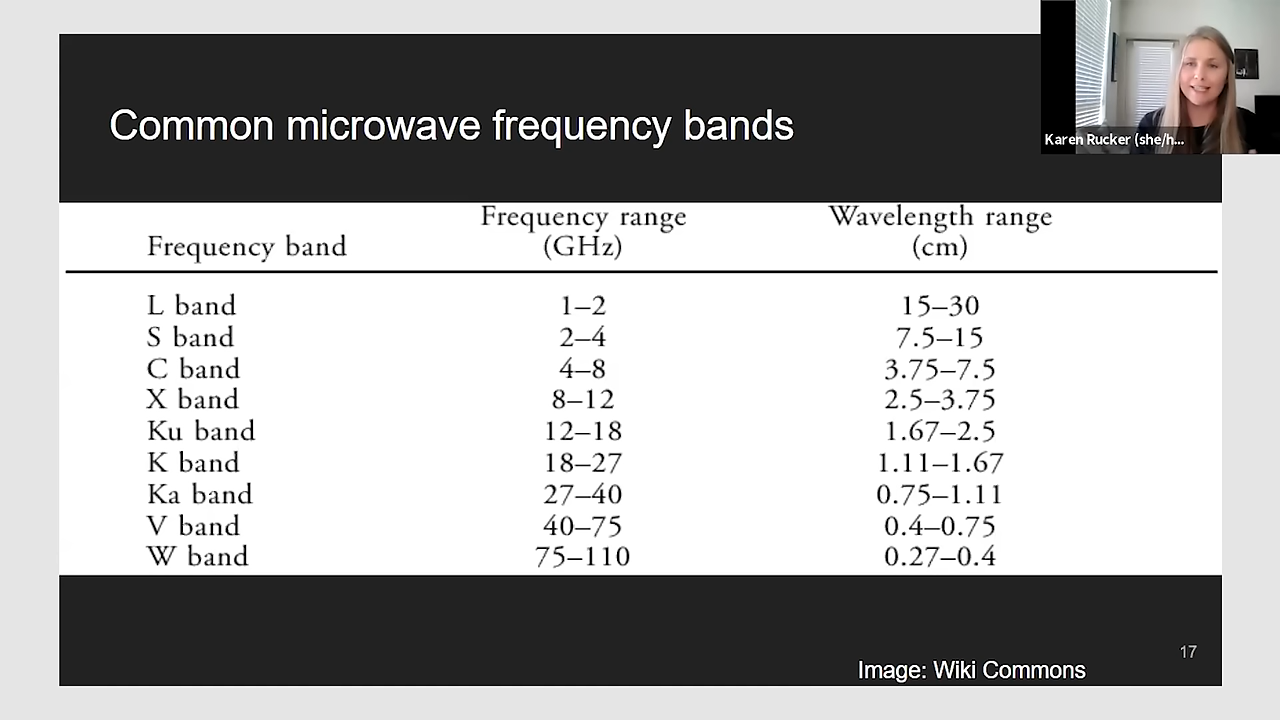 Common microwave frequency bands
Karen Rucker (she/h...
Frequency band Frequency range (GHz) Wavelength range (cm)
L band 1–2 15–30
S band 2–4 7.5–15
C band 4–8 3.75–7.5
X band 8–12 2.5–3.75
Ku band 12–18 1.67–2.5
K band 18–27 1.11–1.67
Ka band 27–40 0.75–1.11
V band 40–75 0.4–0.75
W band 75–110 0.27–0.4
17
Image: Wiki Commons